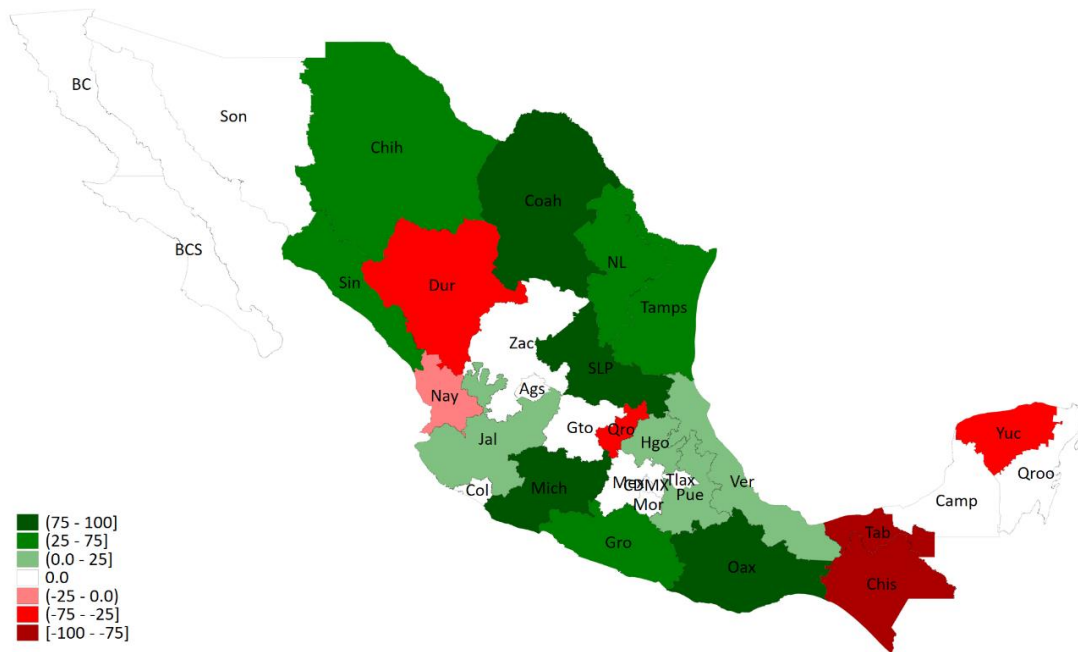 BC
Son
Chih
Coah
BCS
Sin
Dur
NL
Tamps
Zac
SLP
Nay
Ags
Gto
Qro
Jal
Hgo
Yuc
Qroo
Col
Mich
Mex
CDMX
Tlax
Pue
Mor
Ver
Camp
Gro
Oax
Tab
Chis
(75 - 100]
(25 - 75]
(0.0 - 25]
0.0
(-25 - 0.0)
(-75 - -25]
[-100 - -75]